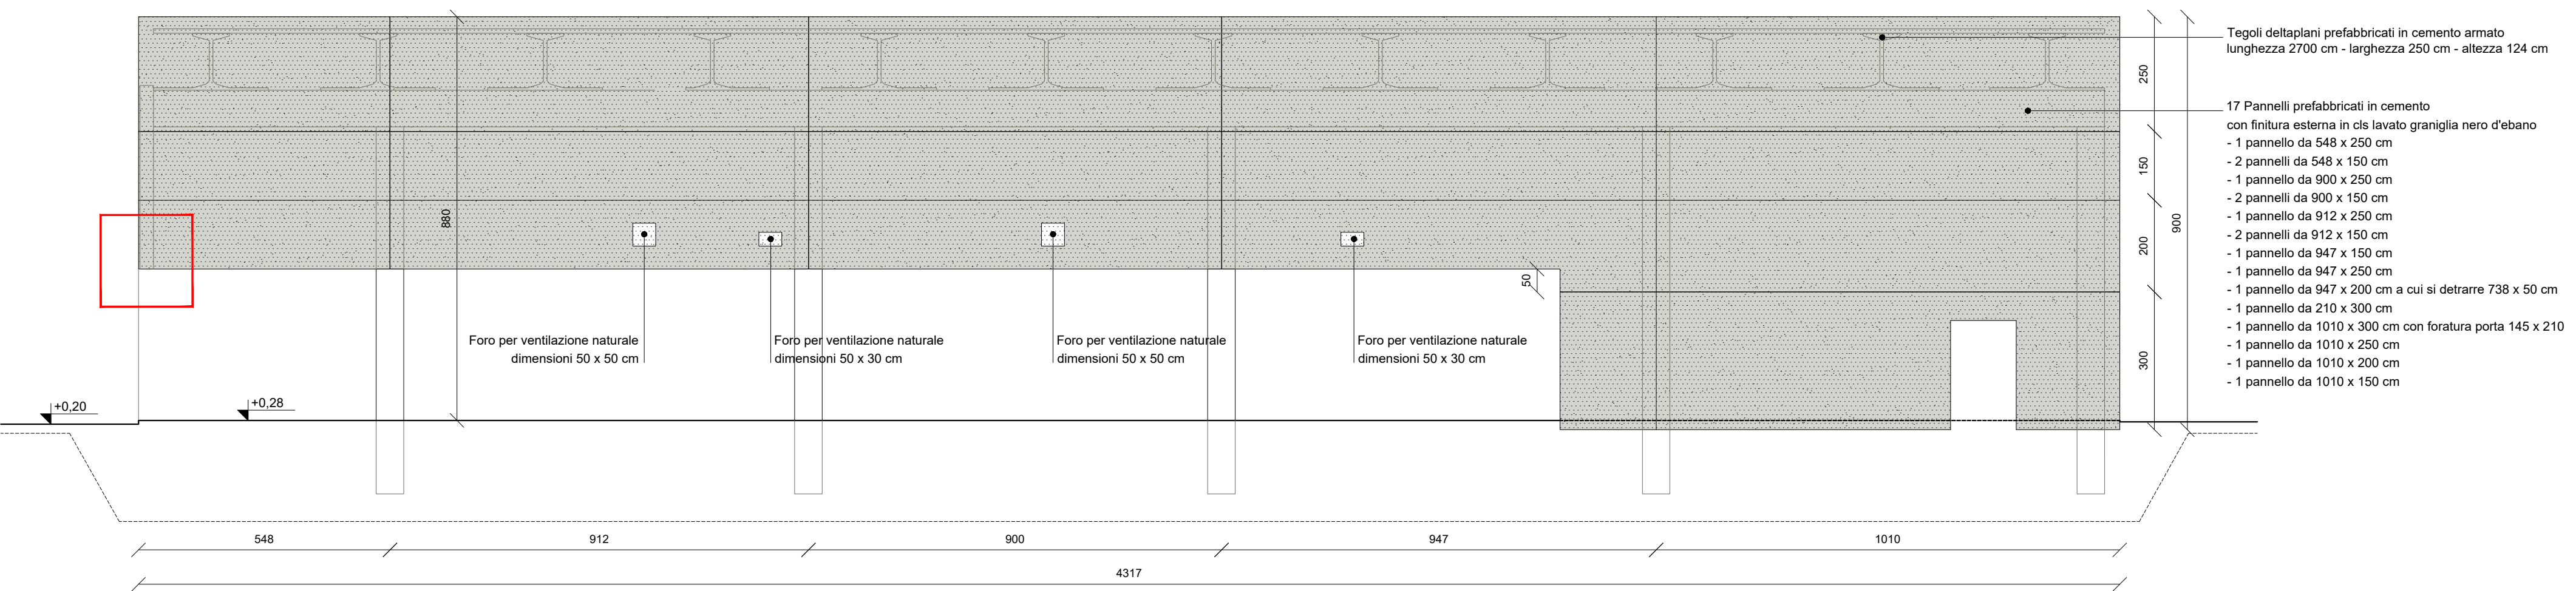 Tegoli deltaplani prefabbricati in cemento armato
lunghezza 2700 cm - larghezza 250 cm - altezza 124 cm
250
17 Pannelli prefabbricati in cemento
con finitura esterna in cls lavato graniglia nero d'ebano
- 1 pannello da 548 x 250 cm
- 2 pannelli da 548 x 150 cm
- 1 pannello da 900 x 250 cm
- 2 pannelli da 900 x 150 cm
- 1 pannello da 912 x 250 cm
- 2 pannelli da 912 x 150 cm
- 1 pannello da 947 x 150 cm
- 1 pannello da 947 x 250 cm
- 1 pannello da 947 x 200 cm a cui si detrarre 738 x 50 cm
- 1 pannello da 210 x 300 cm
- 1 pannello da 1010 x 300 cm con foratura porta 145 x 210
- 1 pannello da 1010 x 250 cm
- 1 pannello da 1010 x 200 cm
- 1 pannello da 1010 x 150 cm
150
880
900
200
50
Foro per ventilazione naturale
dimensioni 50 x 50 cm
Foro per ventilazione naturale
dimensioni 50 x 30 cm
Foro per ventilazione naturale
dimensioni 50 x 50 cm
Foro per ventilazione naturale
dimensioni 50 x 30 cm
300
+0,20
+0,28
548
912
900
947
1010
4317